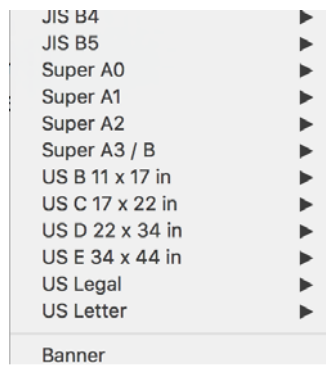 JIS B4
JIS B5
Super A0
Super A1
Super A2
Super A3 / B
US B 11 x 17 in
US C 17 x 22 in
US D 22 x 34 in
US E 34 x 44 in
US Legal
US Letter
Banner